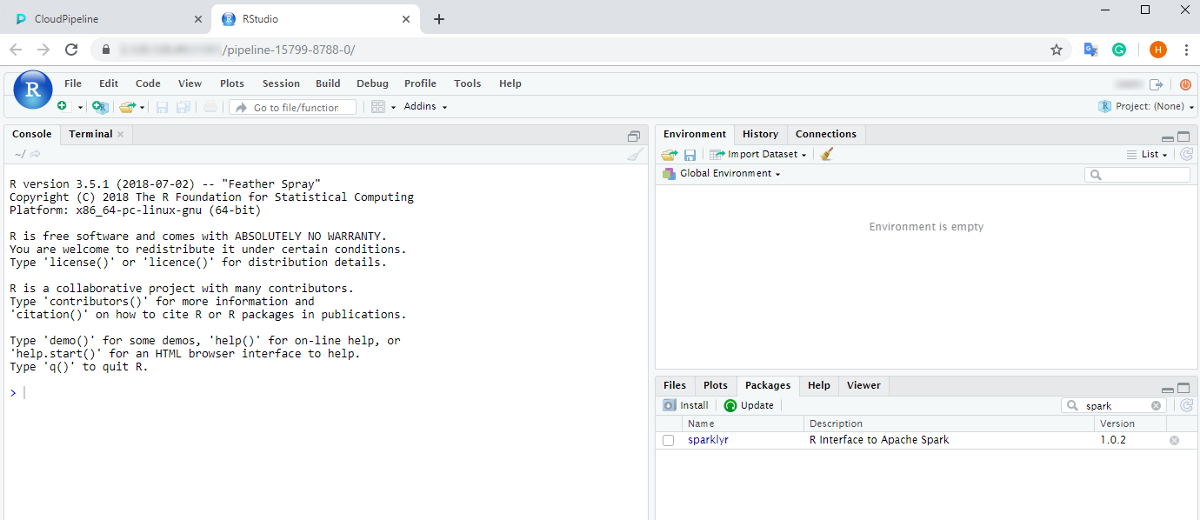 CloudPipeline
RStudio
/pipeline-15799-8788-0/
H
R
File Edit Code View Plots Session Build Debug Profile Tools Help
Go to file/function
Addins
Project: (None)
Console Terminal
~/
R version 3.5.1 (2018-07-02) -- "Feather Spray"
Copyright (C) 2018 The R Foundation for Statistical Computing
Platform: x86_64-pc-linux-gnu (64-bit)
R is free software and comes with ABSOLUTELY NO WARRANTY.
You are welcome to redistribute it under certain conditions.
Type 'license()' or 'licence()' for distribution details.
R is a collaborative project with many contributors.
Type 'contributors()' for more information and
'citation()' on how to cite R or R packages in publications.
Type 'demo()' for some demos, 'help()' for on-line help, or
'help.start()' for an HTML browser interface to help.
Type 'q()' to quit R.
>
Environment History Connections
Import Dataset
List
Global Environment
Environment is empty
Files Plots Packages Help Viewer
Install Update
spark
Name Description Version
sparklyr R Interface to Apache Spark 1.0.2